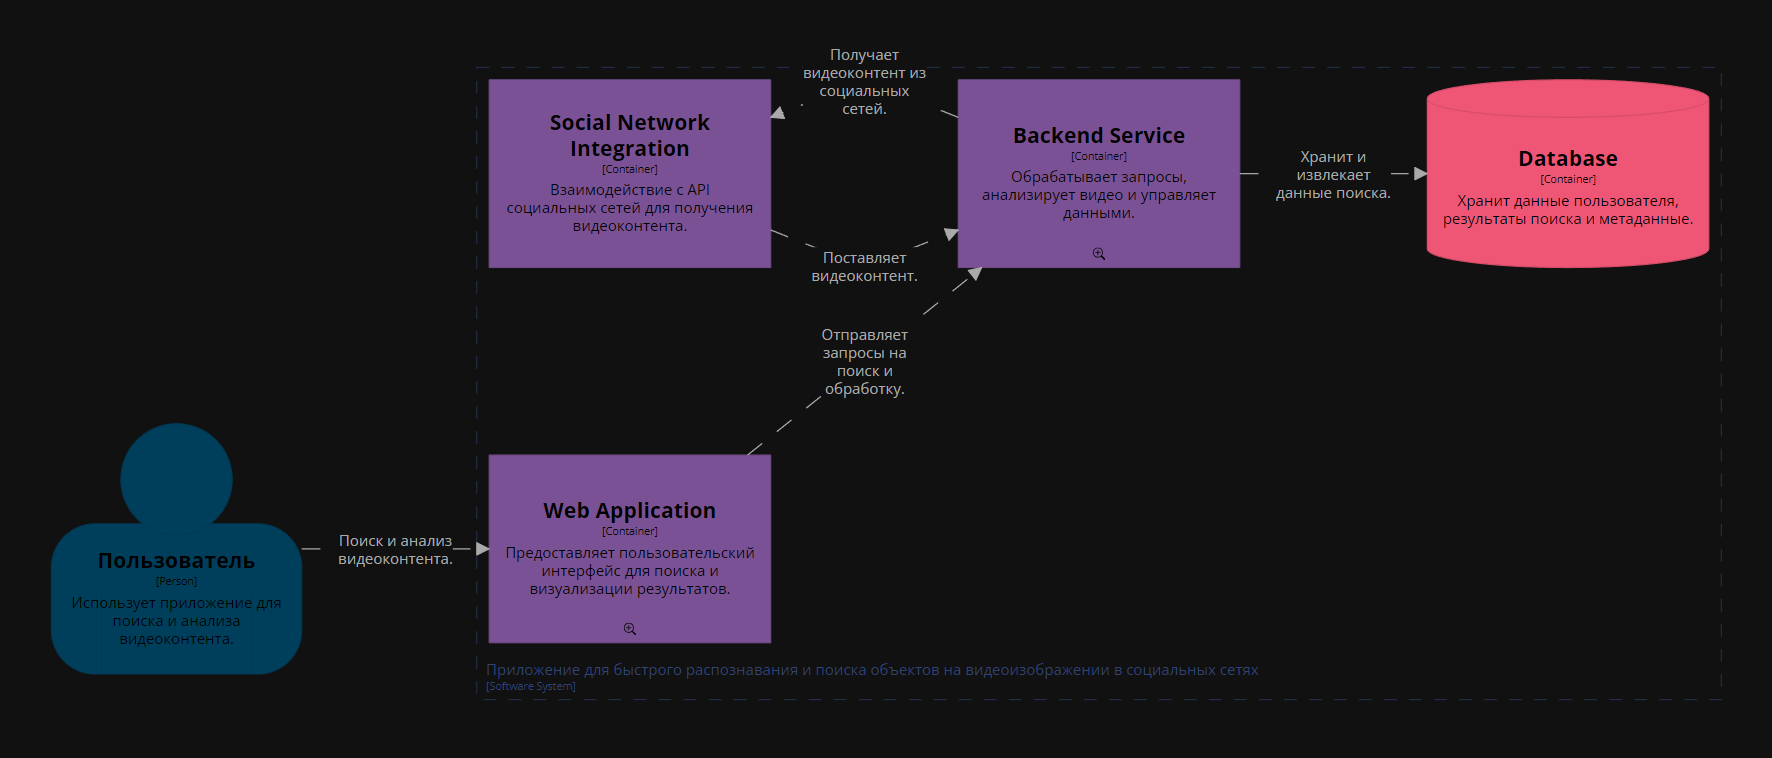 Получает
видеоконтент из
социальных
сетей.
Social Network
Integration
[Container]
Взаимодействие с API
социальных сетей для получения
видеоконтента.
Backend Service
[Container]
Обрабатывает запросы,
анализирует видео и управляет
данными.
Хранит и
извлекает
данные поиска.
Database
[Container]
Хранит данные пользователя,
результаты поиска и метаданные.
Поставляет
видеоконтент.
Отправляет
запросы на
поиск и
обработку.
Пользователь
[Person]
Использует приложение для
поиска и анализа
видеоконтента.
Поиск и анализ
видеоконтента.
Web Application
[Container]
Предоставляет пользовательский
интерфейс для поиска и
визуализации результатов.
Приложение для быстрого распознавания и поиска объектов на видеоизображении в социальных сетях
[Software System]